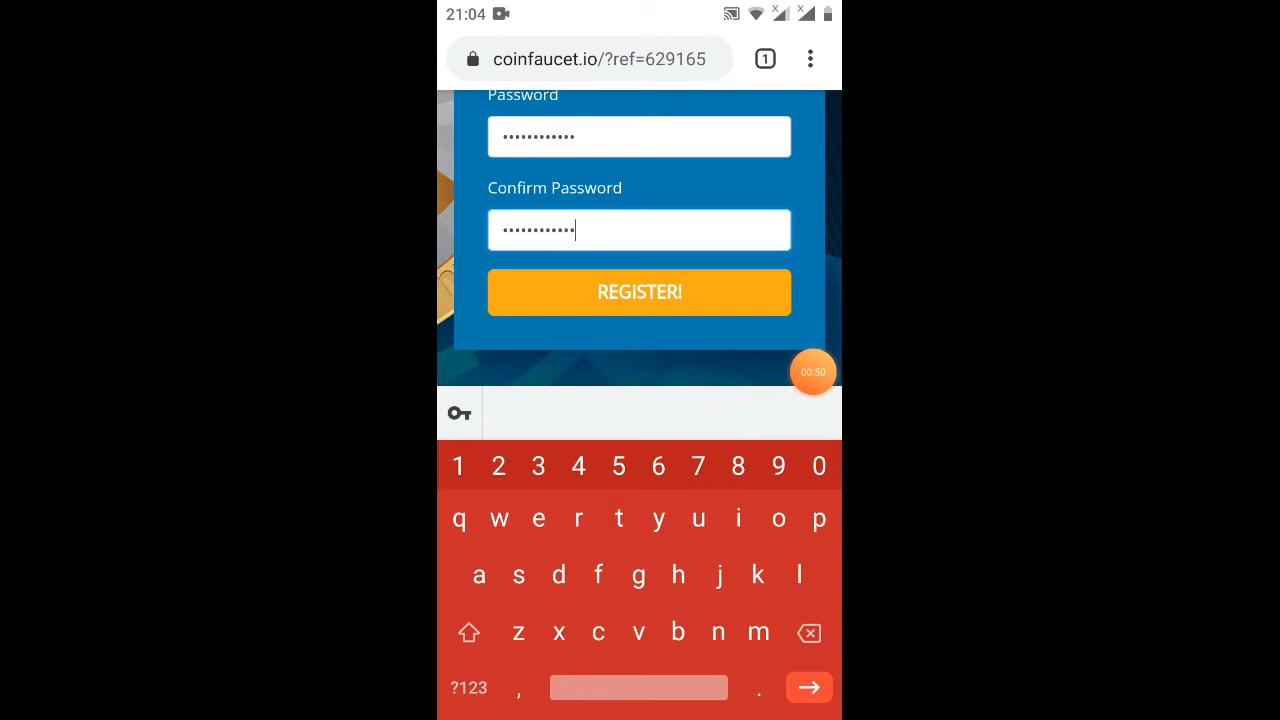 21:04
coinfaucet.io/?ref=629165
1
Password
••••••••••••
Confirm Password
••••••••••••
REGISTER!
00:50
1 2 3 4 5 6 7 8 9 0
q w e r t y u i o p
a s d f g h j k l
z x c v b n m
?123 , .